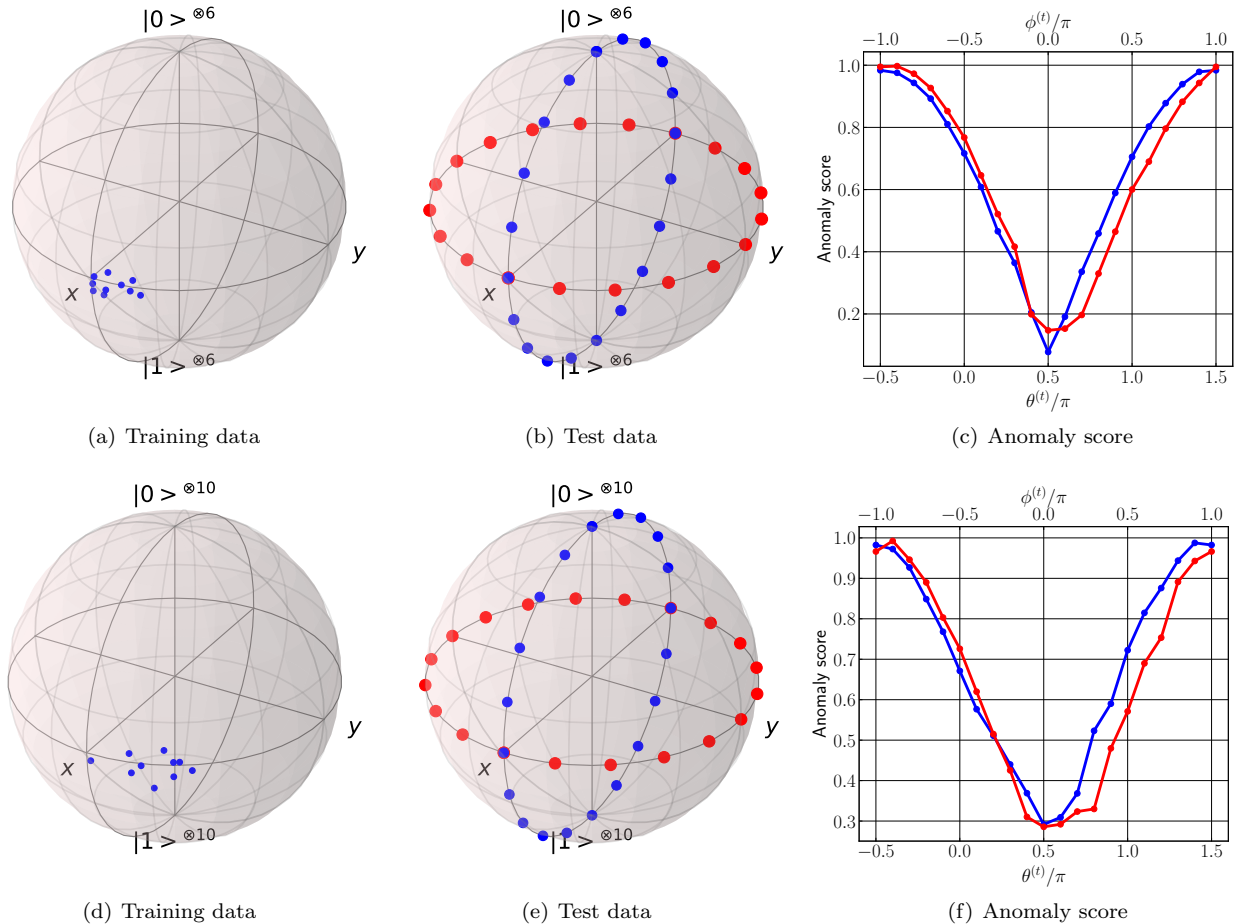 |0 > ⊗6
x
y
|1 > ⊗6
(a) Training data
|0 > ⊗6
x
y
|1 > ⊗6
(b) Test data
ϕ(t)/π
−1.0 −0.5 0.0 0.5 1.0
Anomaly score
1.0
0.8
0.6
0.4
0.2
−0.5 0.0 0.5 1.0 1.5
θ(t)/π
(c) Anomaly score
|0 > ⊗10
x
y
|1 > ⊗10
(d) Training data
|0 > ⊗10
x
y
|1 > ⊗10
(e) Test data
ϕ(t)/π
−1.0 −0.5 0.0 0.5 1.0
Anomaly score
1.0
0.9
0.8
0.7
0.6
0.5
0.4
0.3
−0.5 0.0 0.5 1.0 1.5
θ(t)/π
(f) Anomaly score